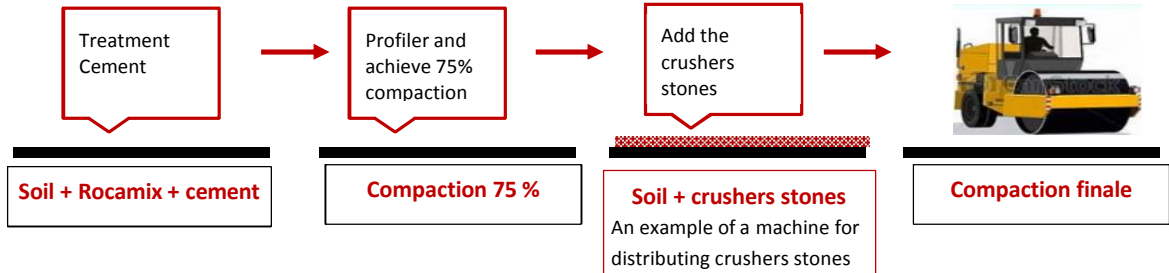 Treatment
Cement
Profiler and
achieve 75%
compaction
Add the
crushers
stones
Soil + Rocamix + cement
Compaction 75 %
Soil + crushers stones
An example of a machine for
distributing crushers stones
Compaction finale